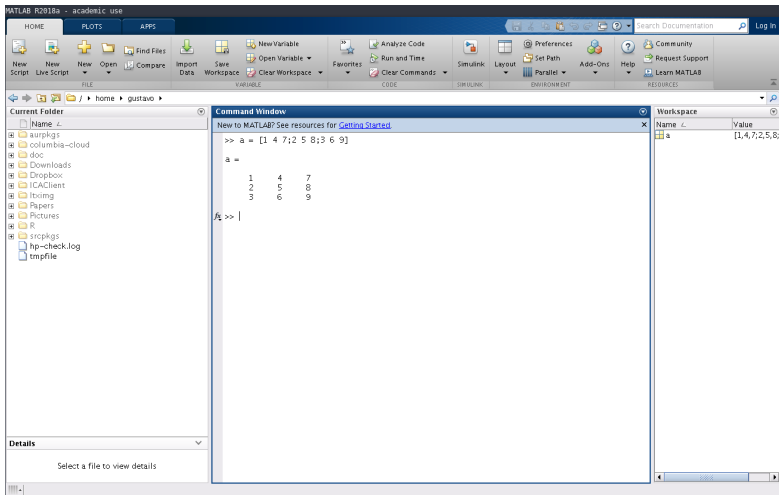 MATLAB R2018a - academic use
HOME PLOTS APPS Search Documentation Log In
New Script
New Live Script
New
Open
Find Files
Compare
Import Data
Save Workspace
New Variable
Open Variable
Clear Workspace
Favorites
Analyze Code
Run and Time
Clear Commands
Simulink
Layout
Preferences
Set Path
Parallel
Add-Ons
Help
Community
Request Support
Learn MATLAB
FILE VARIABLE CODE SIMULINK ENVIRONMENT RESOURCES
/ home gustavo
Current Folder
Name
aurpkgs
columbia-cloud
doc
Downloads
Dropbox
ICAClient
ltximg
Papers
Pictures
R
srcpkgs
hp-check.log
tmpfile
Details
Select a file to view details
Command Window
New to MATLAB? See resources for Getting Started.
>> a = [1 4 7;2 5 8;3 6 9]
a =
1 4 7
2 5 8
3 6 9
fx >>
Workspace
Name Value
a [1,4,7;2,5,8;